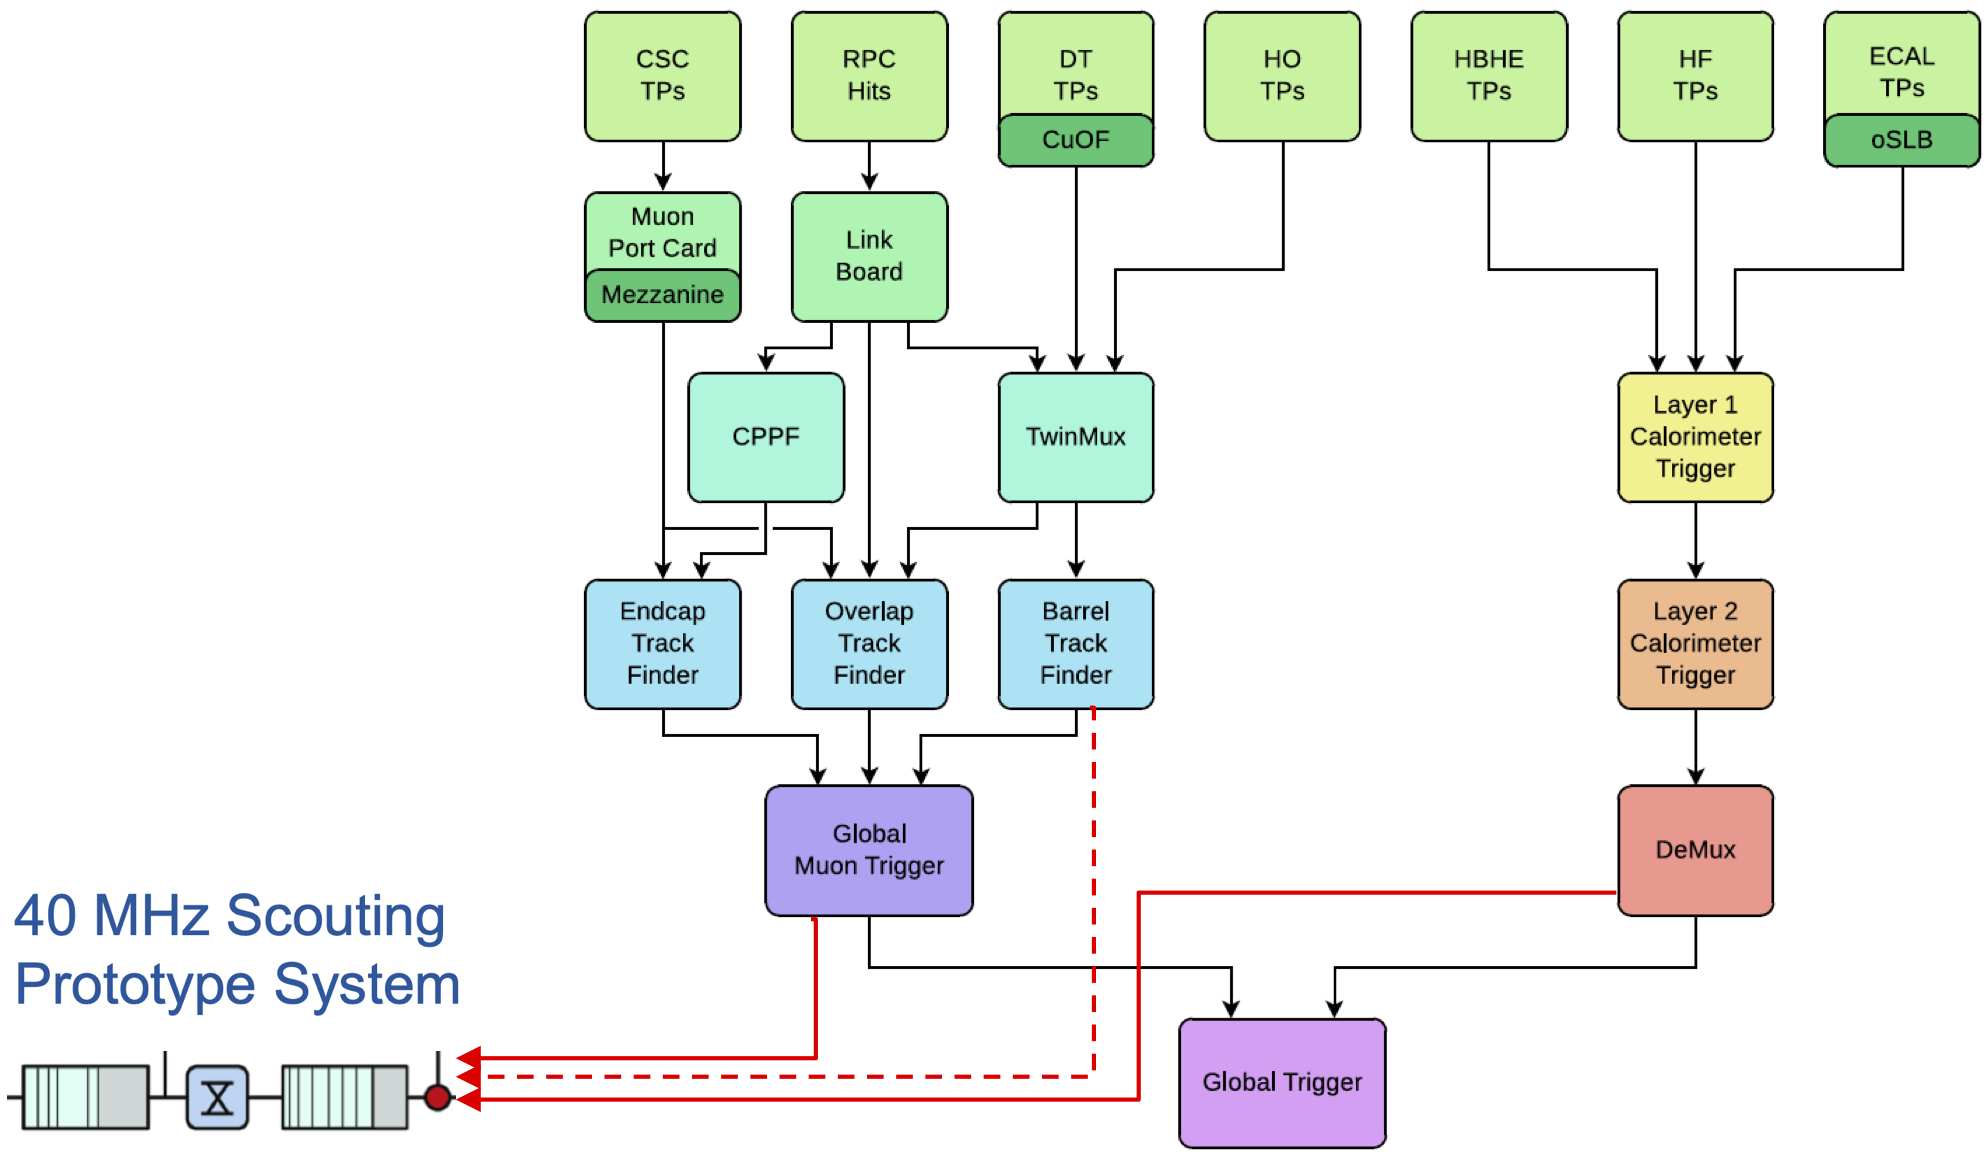 CSC
TPs
RPC
Hits
DT
TPs
CuOF
HO
TPs
HBHE
TPs
HF
TPs
ECAL
TPs
oSLB
Muon
Port Card
Mezzanine
Link
Board
CPPF
TwinMux
Layer 1
Calorimeter
Trigger
Endcap
Track
Finder
Overlap
Track
Finder
Barrel
Track
Finder
Layer 2
Calorimeter
Trigger
Global
Muon Trigger
DeMux
40 MHz Scouting
Prototype System
Global Trigger